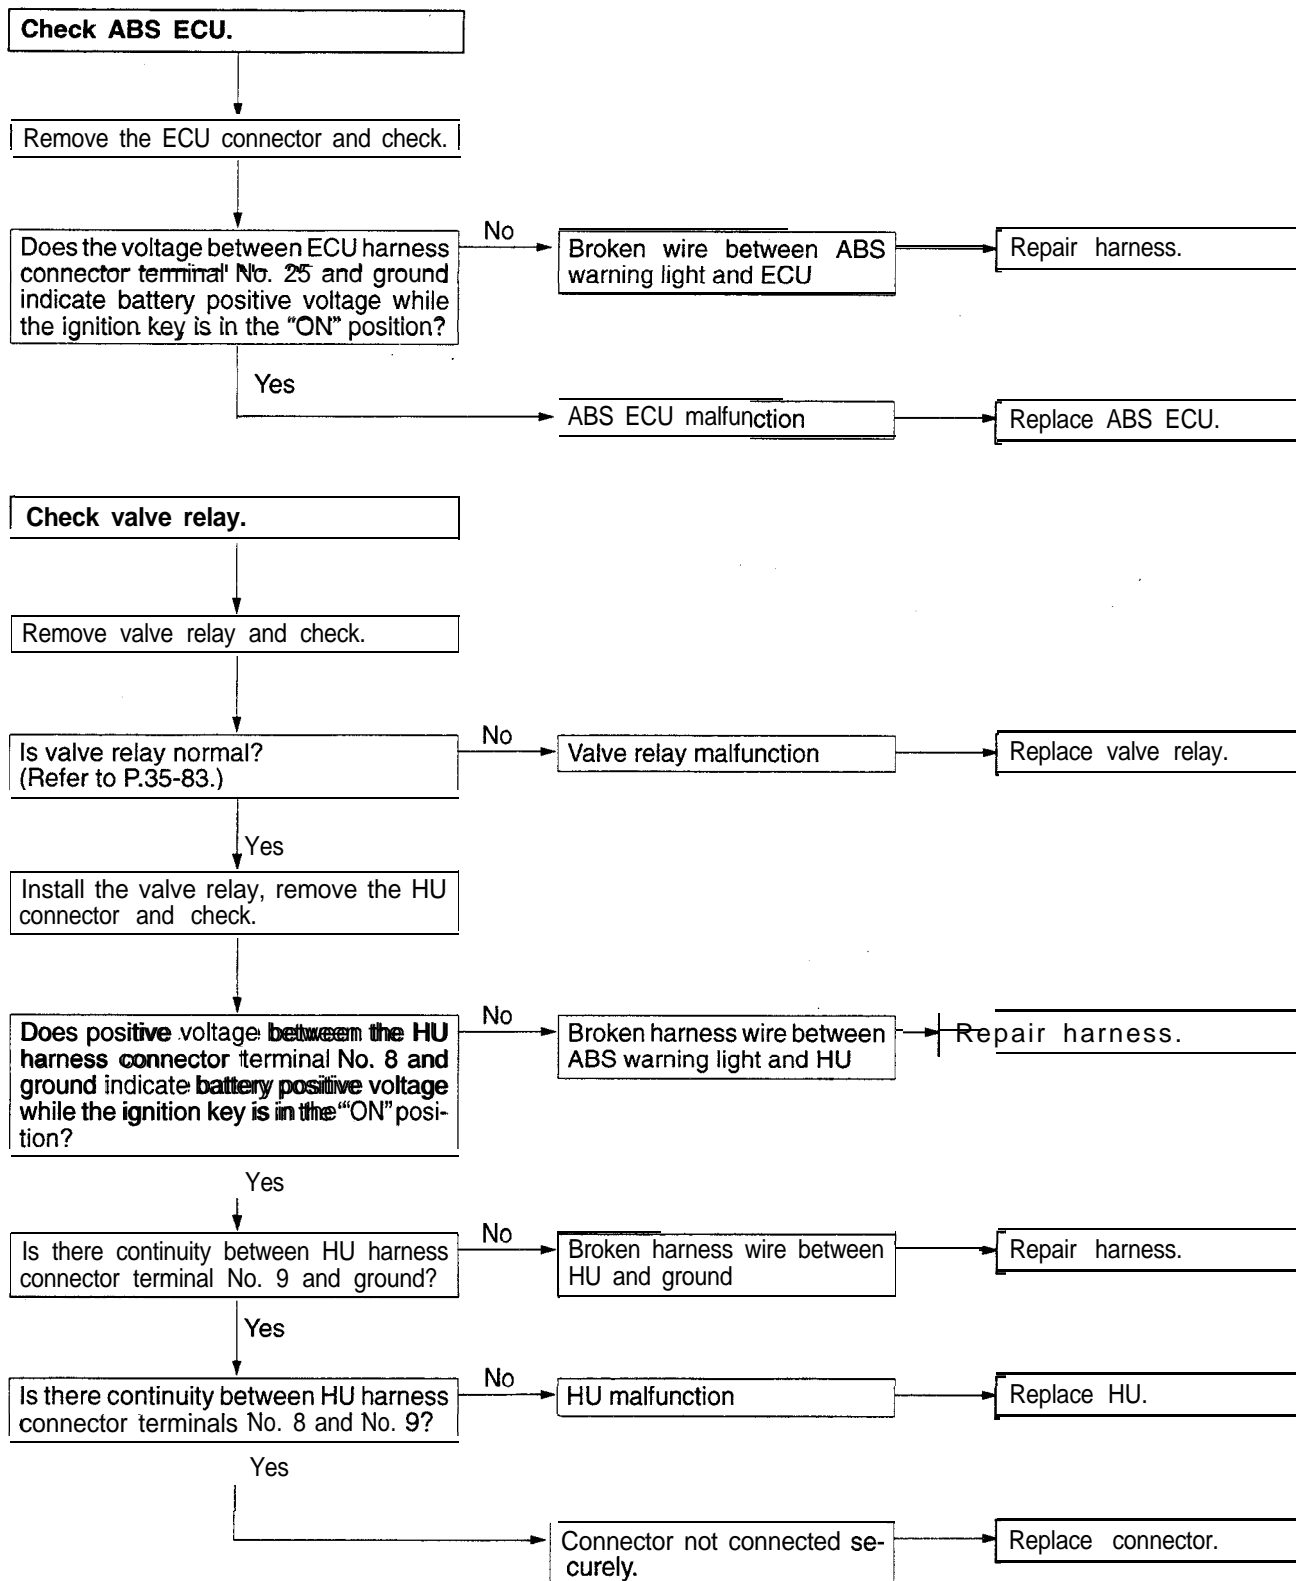 Check ABS ECU.
Remove the ECU connector and check.
Does the voltage between ECU harness
connector terminal No. 25 and ground
indicate battery positive voltage while
the ignition key is in the "ON" position?
No
Broken wire between ABS
warning light and ECU
Repair harness.
Yes
ABS ECU malfunction
Replace ABS ECU.
Check valve relay.
Remove valve relay and check.
Is valve relay normal?
(Refer to P.35-83.)
No
Valve relay malfunction
Replace valve relay.
Yes
Install the valve relay, remove the HU
connector and check.
Does positive voltage between the HU
harness connector terminal No. 8 and
ground indicate battery positive voltage
while the ignition key is in the "ON" posi-
tion?
No
Broken harness wire between
ABS warning light and HU
Repair harness.
Yes
Is there continuity between HU harness
connector terminal No. 9 and ground?
No
Broken harness wire between
HU and ground
Repair harness.
Yes
Is there continuity between HU harness
connector terminals No. 8 and No. 9?
No
HU malfunction
Replace HU.
Yes
Connector not connected se-
curely.
Replace connector.